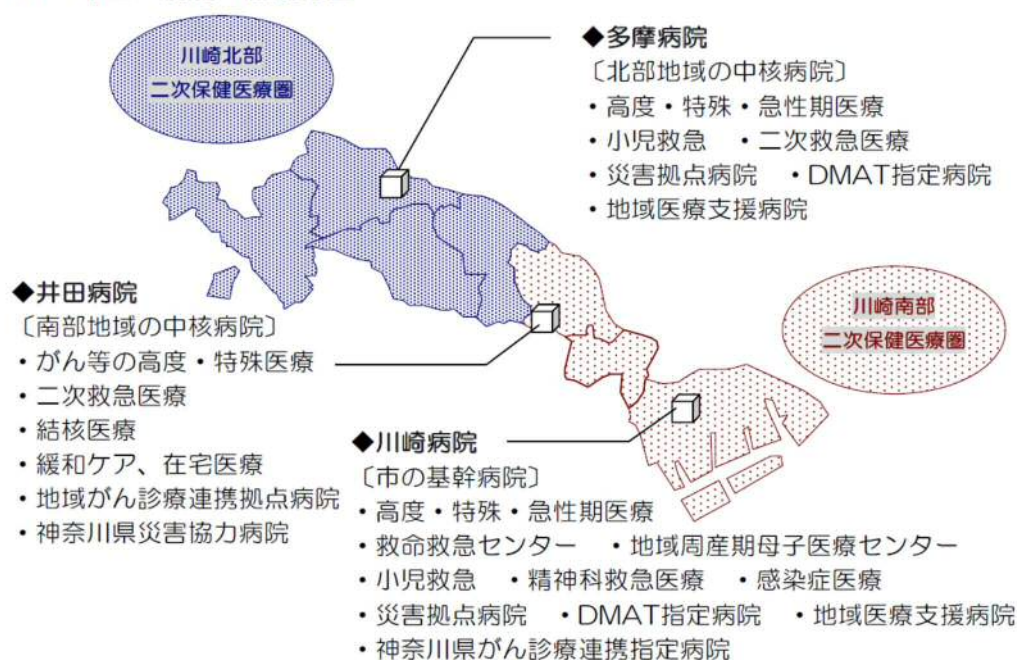 川崎北部
二次保健医療圏
◆多摩病院
〔北部地域の中核病院〕
・高度・特殊・急性期医療
・小児救急　・二次救急医療
・災害拠点病院　・DMAT指定病院
・地域医療支援病院
◆井田病院
〔南部地域の中核病院〕
・がん等の高度・特殊医療
・二次救急医療
・結核医療
・緩和ケア、在宅医療
・地域がん診療連携拠点病院
・神奈川県災害協力病院
川崎南部
二次保健医療圏
◆川崎病院
〔市の基幹病院〕
・高度・特殊・急性期医療
・救命救急センター　・地域周産期母子医療センター
・小児救急　・精神科救急医療　・感染症医療
・災害拠点病院　・DMAT指定病院　・地域医療支援病院
・神奈川県がん診療連携指定病院